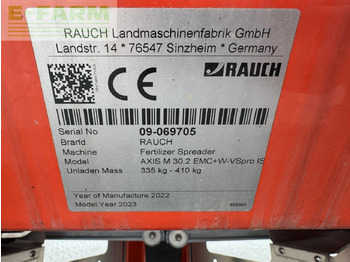 E-FARM
RAUCH Landmaschinenfabrik GmbH
Landstr. 14 * 76547 Sinzheim * Germany
RAUCH
CE
Serial No 09-069705
Brand RAUCH
Machine Fertilizer Spreader
Model AXIS M 30.2 EMC+W-VSpro IS
Unladen Mass 335 kg - 410 kg
Year of Manufacture 2022
Model Year 2023